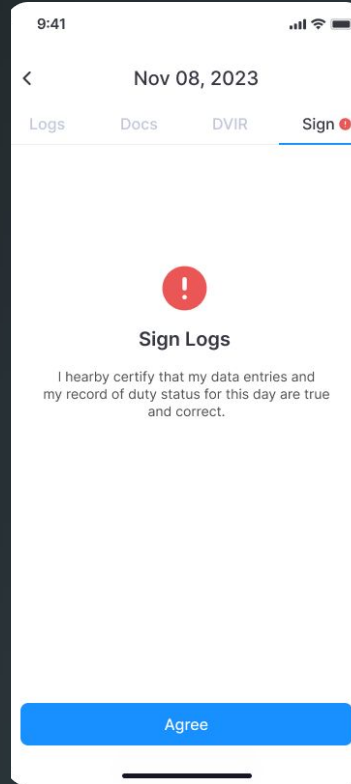 9:41
Nov 08, 2023
Logs Docs DVIR Sign
Sign Logs
I hearby certify that my data entries and
my record of duty status for this day are true
and correct.
Agree